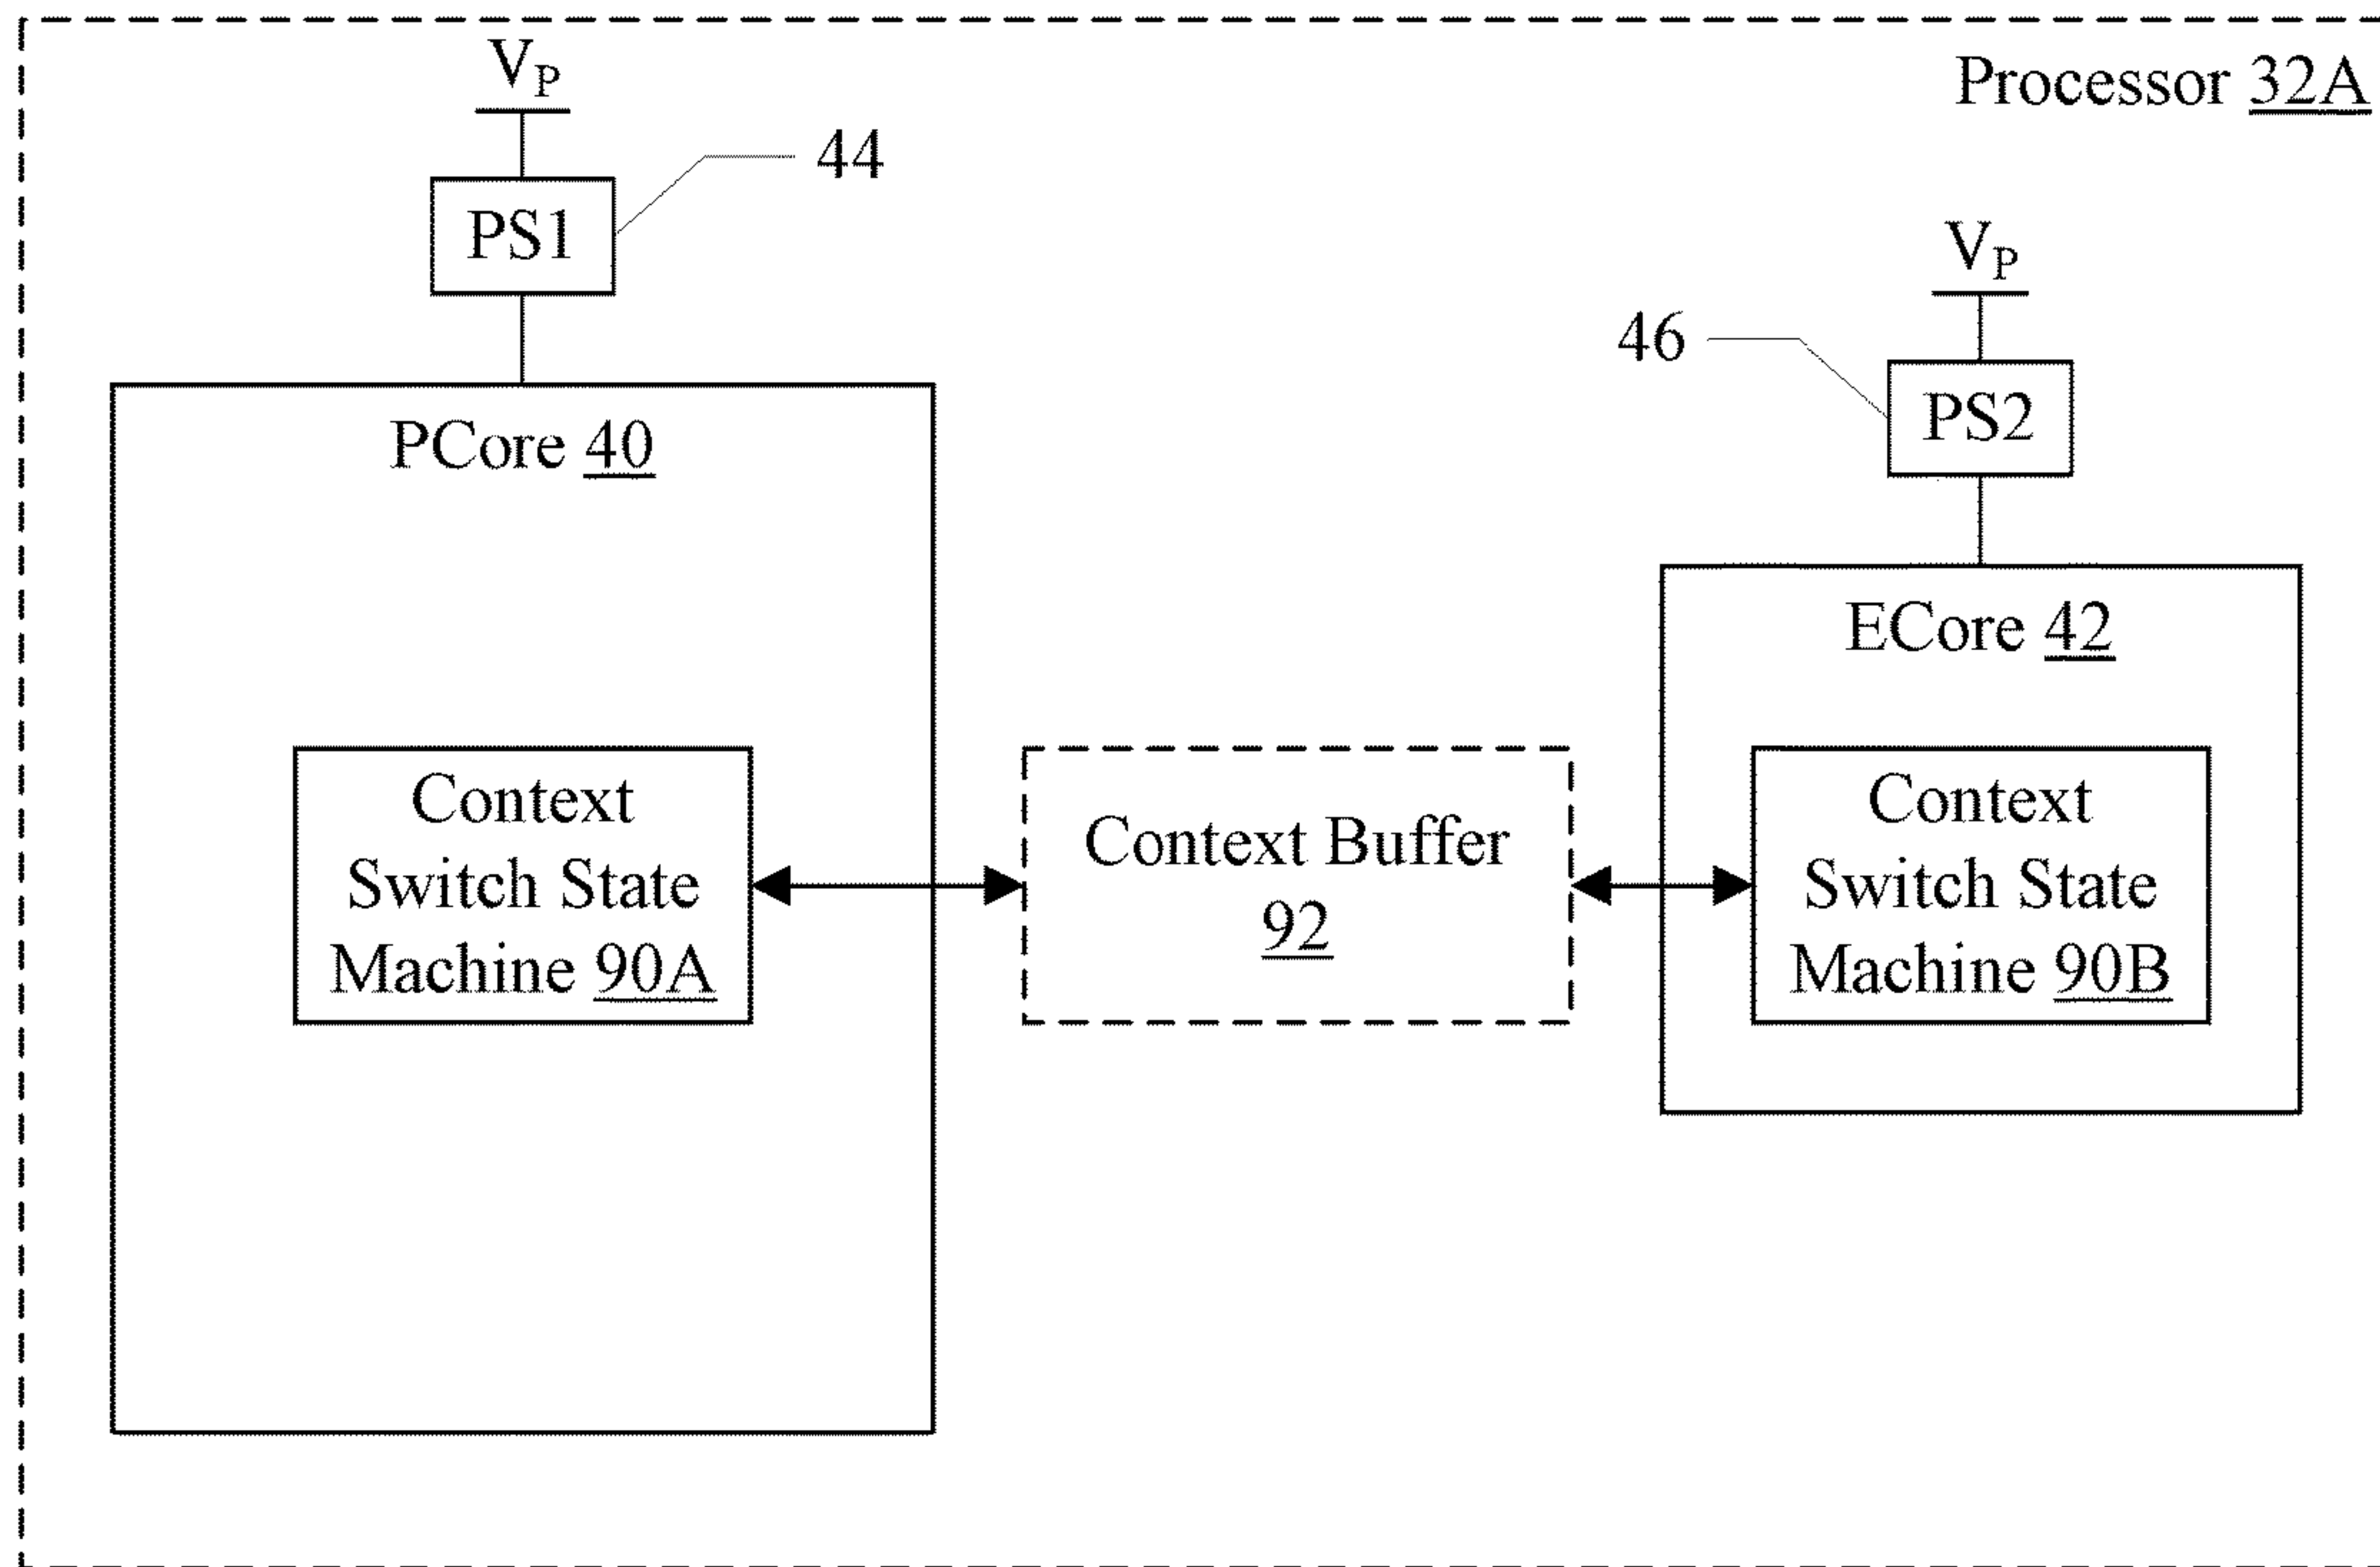 Processor 32A
VP
44
PS1
VP
46
PS2
PCore 40
ECore 42
Context
Switch State
Machine 90A
Context Buffer
92
Context
Switch State
Machine 90B